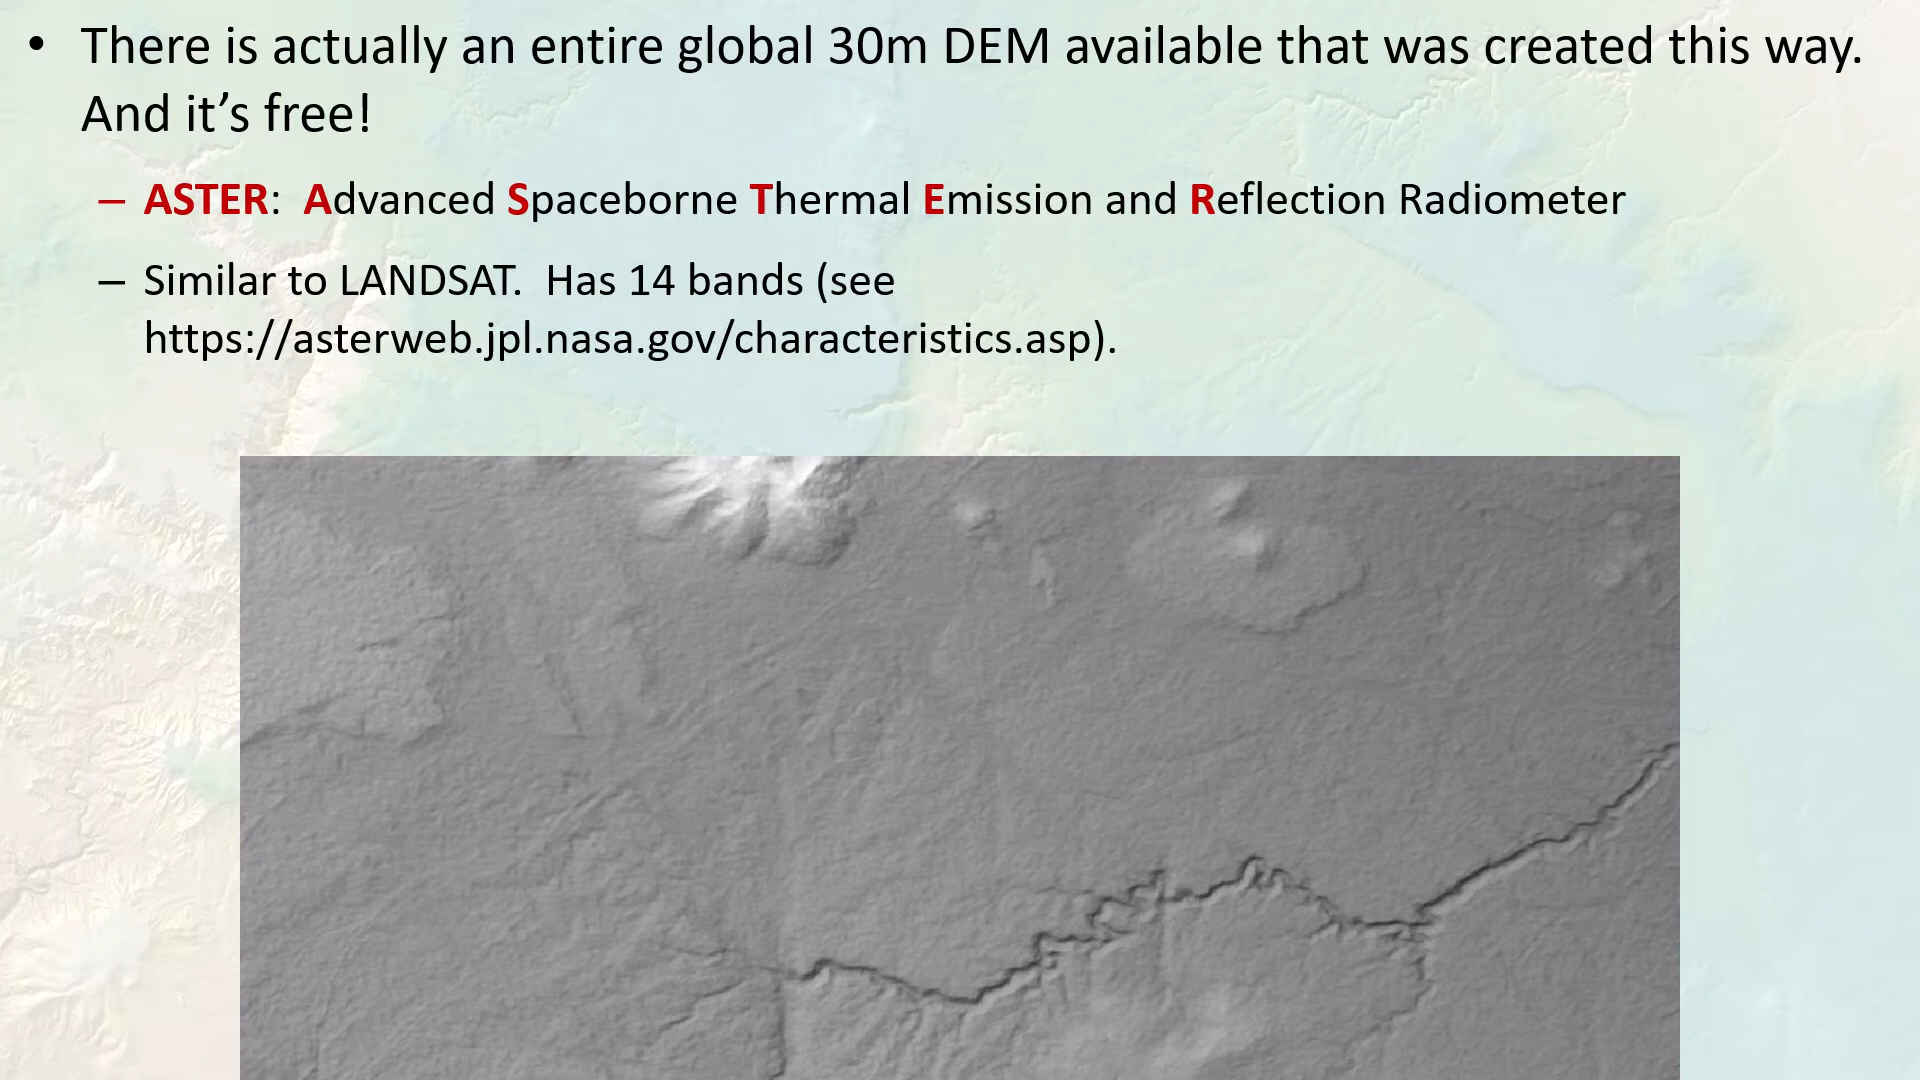 • There is actually an entire global 30m DEM available that was created this way.
And it’s free!
– ASTER:  Advanced Spaceborne Thermal Emission and Reflection Radiometer
– Similar to LANDSAT.  Has 14 bands (see
https://asterweb.jpl.nasa.gov/characteristics.asp).